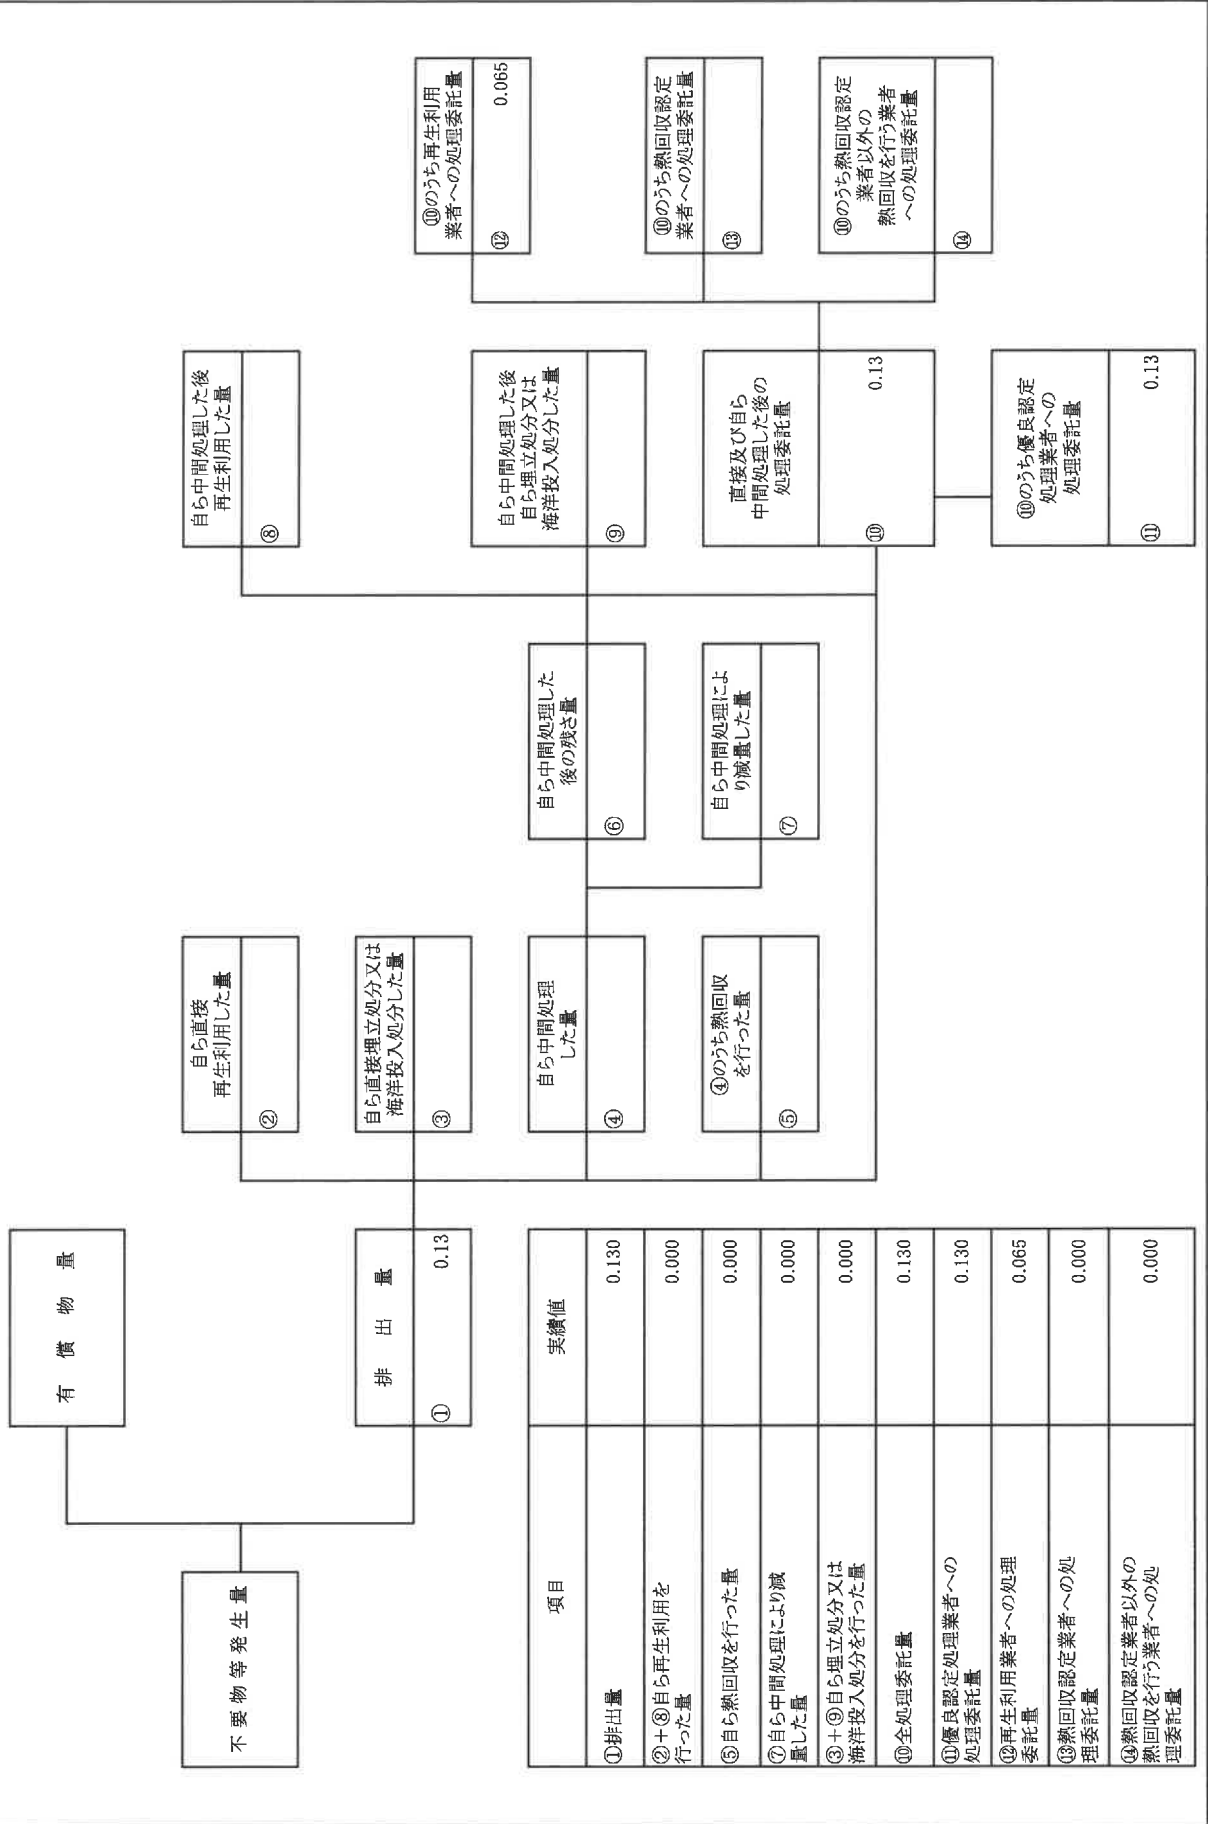 不要物等発生量
有償物量
排出量
① 0.13
自ら直接
再生利用した量
②
自ら直接埋立処分又は
海洋投入処分した量
③
自ら中間処理
した量
④
④のうち熱回収
を行った量
⑤
自ら中間処理した
後の残さ量
⑥
自ら中間処理によ
り減量した量
⑦
自ら中間処理した後
再生利用した量
⑧
自ら中間処理した後
自ら埋立処分又は
海洋投入処分した量
⑨
直接及び自ら
中間処理した後の
処理委託量
⑩ 0.13
⑩のうち優良認定
処理業者への
処理委託量
⑪ 0.13
⑩のうち再生利用
業者への処理委託量
⑫ 0.065
⑩のうち熱回収認定
業者への処理委託量
⑬
⑩のうち熱回収認定
業者以外の
熱回収を行う業者
への処理委託量
⑭
項目 実績値
①排出量 0.130
②+⑧自ら再生利用を
行った量 0.000
⑤自ら熱回収を行った量 0.000
⑦自ら中間処理により減
量した量 0.000
③+⑨自ら埋立処分又は
海洋投入処分を行った量 0.000
⑩全処理委託量 0.130
⑪優良認定処理業者への
処理委託量 0.130
⑫再生利用業者への処理
委託量 0.065
⑬熱回収認定業者への処
理委託量 0.000
⑭熱回収認定業者以外の
熱回収を行う業者への処
理委託量 0.000